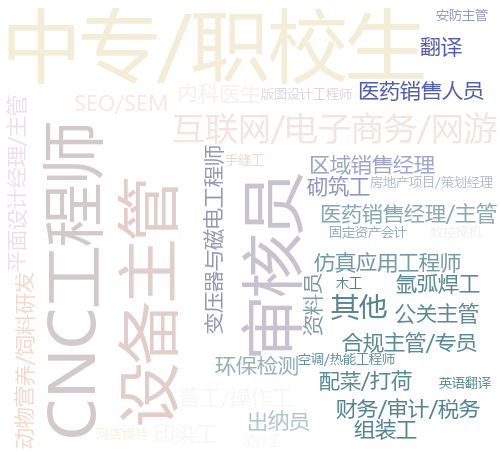 中专/职校生
安防主管
翻译
SEO/SEM
内科医生
版图设计工程师
医药销售人员
互联网/电子商务/网游
平面设计经理/主管
CNC工程师
设备主管
变压器与磁电工程师
手缝工
审核员
区域销售经理
砌筑工
房地产项目/策划经理
医药销售经理/主管
固定资产会计
数控操机
仿真应用工程师
动物营养/饲料研发
资料员
木工
氩弧焊工
其他
公关主管
合规主管/专员
环保检测
空调/热能工程师
配菜/打荷
英语翻译
普工/操作工
出纳员
财务/审计/税务
网店模特
印染工
组装工